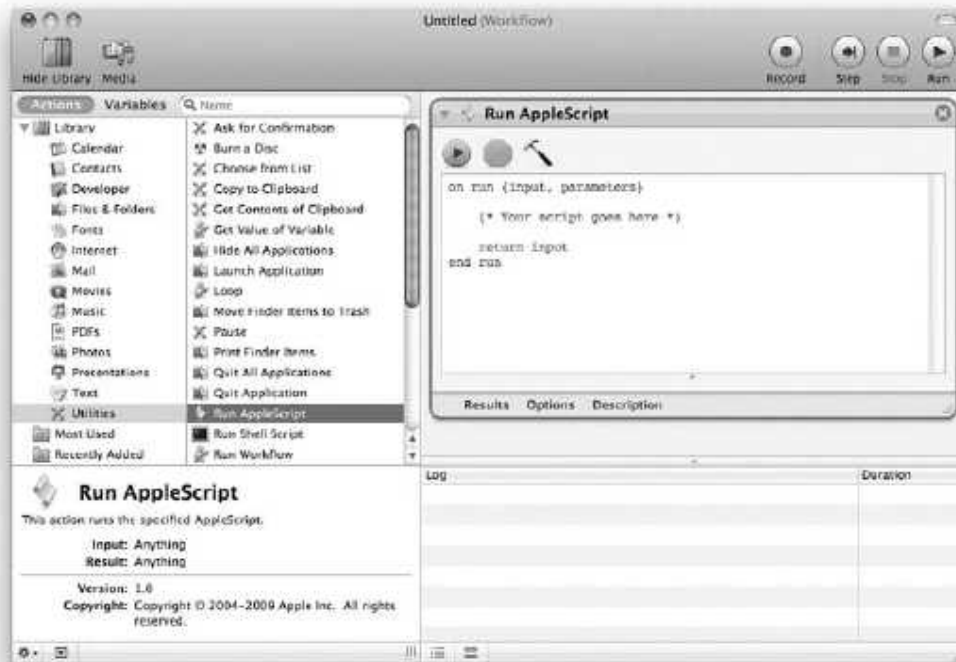 Untitled (Workflow)
Hide Library Media
Record Step Stop Run
Actions Variables Name
Library
Calendar
Contacts
Developer
Files & Folders
Fonts
Internet
Mail
Movies
Music
PDFs
Photos
Presentations
Text
Utilities
Most Used
Recently Added
Ask for Confirmation
Burn a Disc
Choose from List
Copy to Clipboard
Get Contents of Clipboard
Get Value of Variable
Hide All Applications
Launch Application
Loop
Move Finder Items to Trash
Pause
Print Finder Items
Quit All Applications
Quit Application
Run AppleScript
Run Shell Script
Run Workflow
Run AppleScript
on run {input, parameters}
(* Your script goes here *)
return input
end run
Results Options Description
Run AppleScript
This action runs the specified AppleScript.
Input: Anything
Result: Anything
Version: 1.0
Copyright: Copyright © 2004–2009 Apple Inc. All rights
reserved.
Log Duration